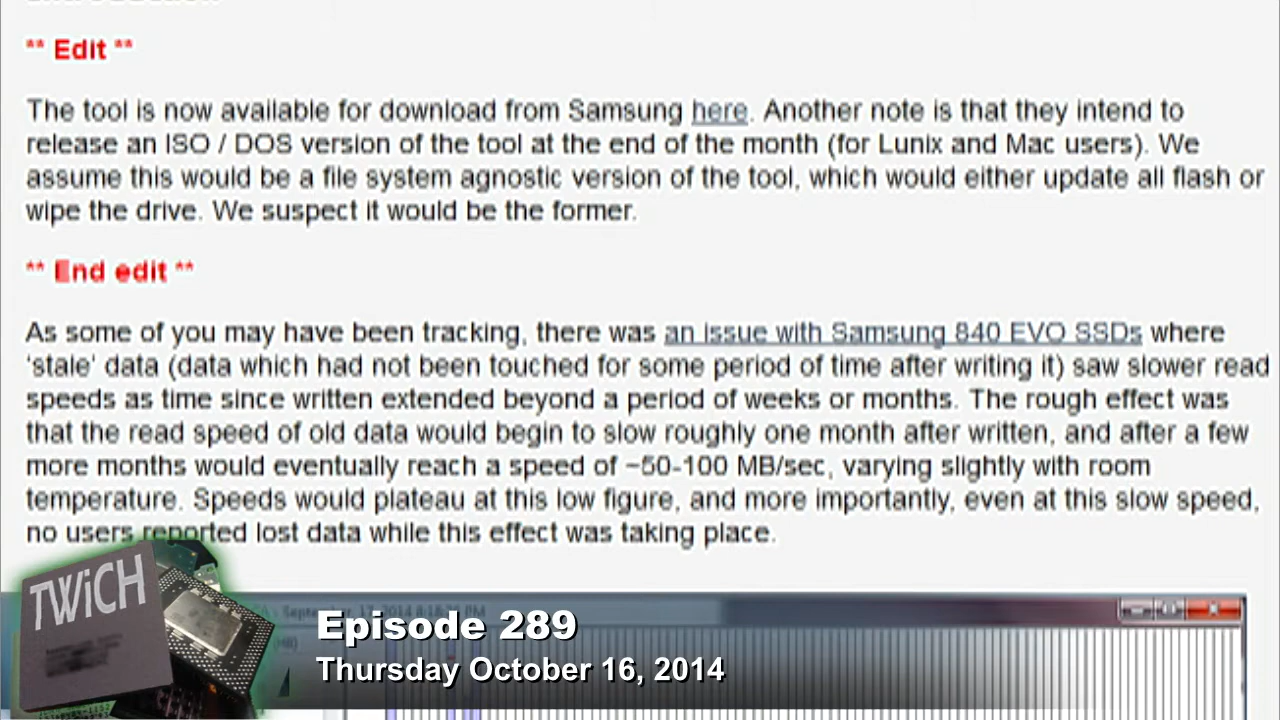 ** Edit **
The tool is now available for download from Samsung here. Another note is that they intend to
release an ISO / DOS version of the tool at the end of the month (for Lunix and Mac users). We
assume this would be a file system agnostic version of the tool, which would either update all flash or
wipe the drive. We suspect it would be the former.
** End edit **
As some of you may have been tracking, there was an issue with Samsung 840 EVO SSDs where
'stale' data (data which had not been touched for some period of time after writing it) saw slower read
speeds as time since written extended beyond a period of weeks or months. The rough effect was
that the read speed of old data would begin to slow roughly one month after written, and after a few
more months would eventually reach a speed of ~50-100 MB/sec, varying slightly with room
temperature. Speeds would plateau at this low figure, and more importantly, even at this slow speed,
no users reported lost data while this effect was taking place.
TWiCH
Episode 289
Thursday October 16, 2014